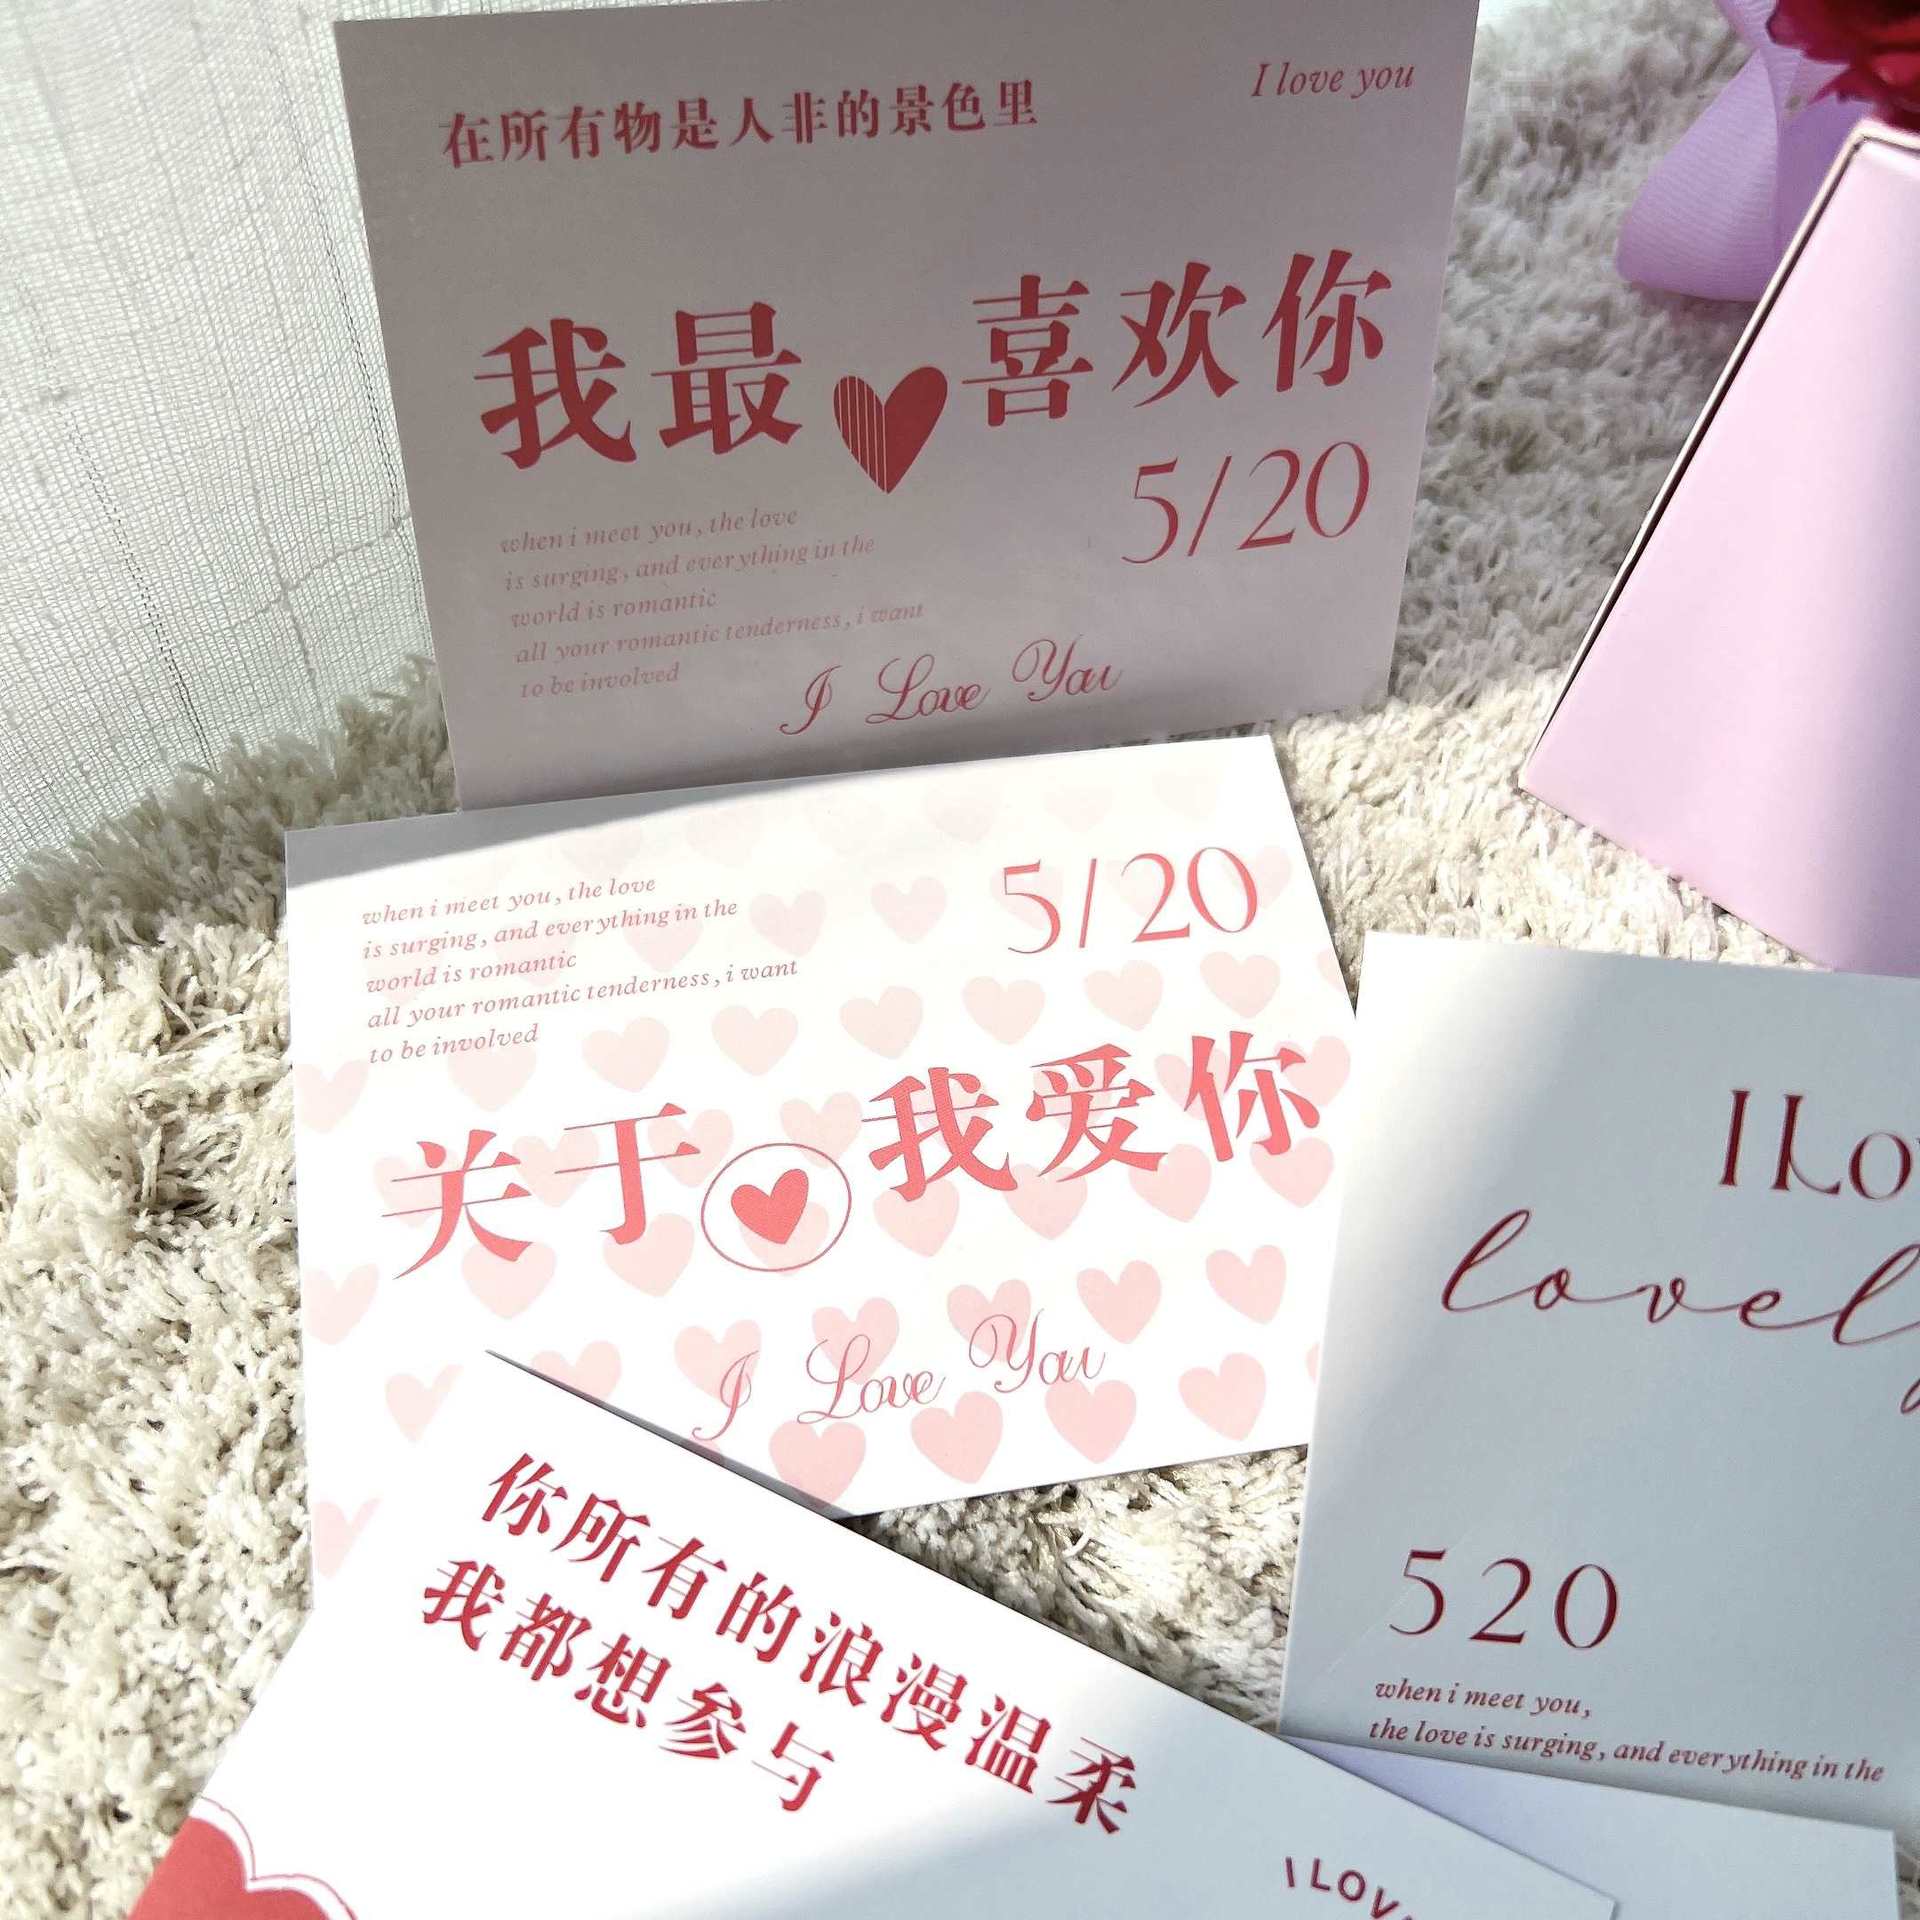 在所有物是人非的景色里
I love you
我最喜欢你
5/20
when i meet you, the love
is surging, and everything in the
world is romantic
all your romantic tenderness, i want
to be involved
I Love You
when i meet you, the love
is surging, and everything in the
world is romantic
all your romantic tenderness, i want
to be involved
5/20
关于我爱你
I Love You
你所有的浪漫温柔
我都想参与
I LOV
I Lo
lovel
520
when i meet you,
the love is surging, and everything in the